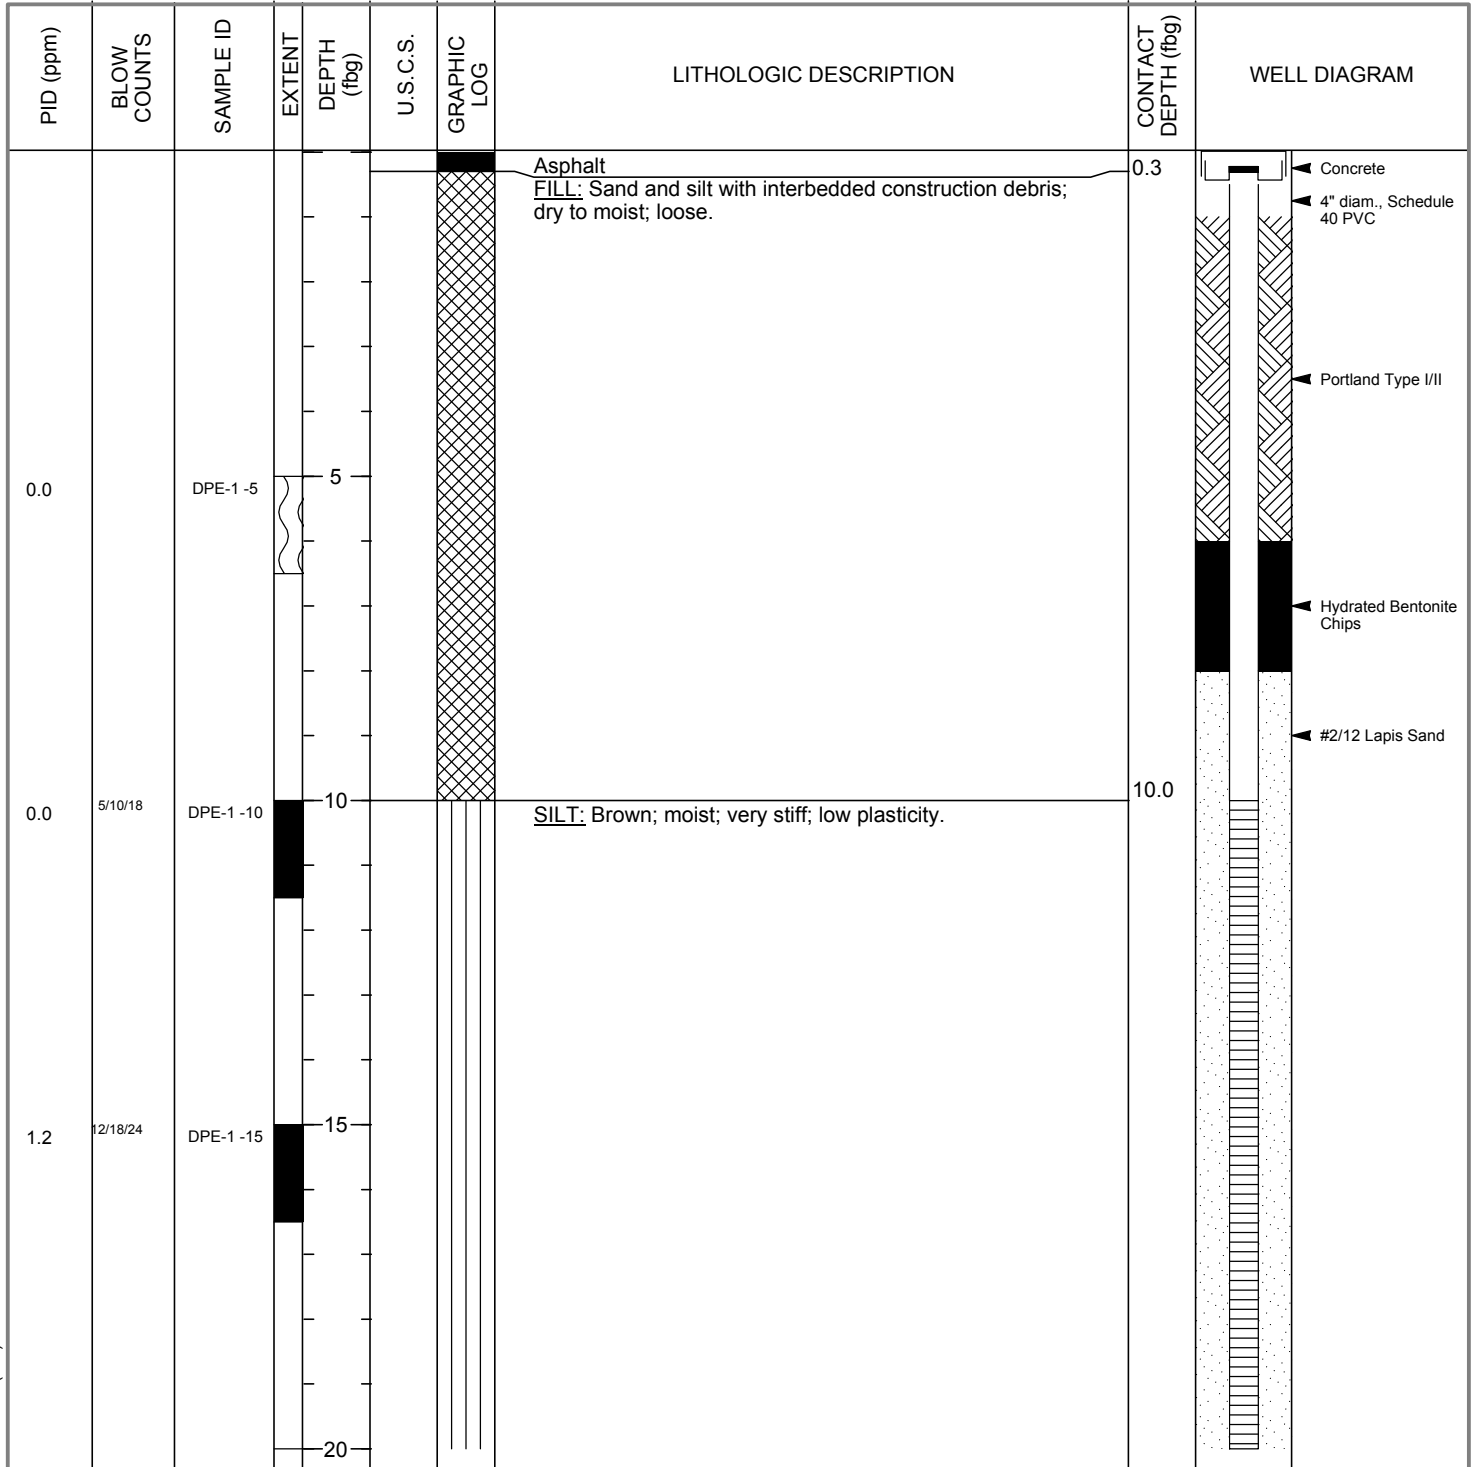 PID (ppm)
BLOW
COUNTS
SAMPLE ID
EXTENT
DEPTH
(fbg)
U.S.C.S.
GRAPHIC
LOG
LITHOLOGIC DESCRIPTION
CONTACT
DEPTH (fbg)
WELL DIAGRAM
Asphalt
0.3
Concrete
FILL: Sand and silt with interbedded construction debris;
dry to moist; loose.
4" diam., Schedule
40 PVC
Portland Type I/II
0.0
DPE-1 -5
5
Hydrated Bentonite
Chips
#2/12 Lapis Sand
0.0
5/10/18
DPE-1 -10
10
10.0
SILT: Brown; moist; very stiff; low plasticity.
1.2
12/18/24
DPE-1 -15
15
20